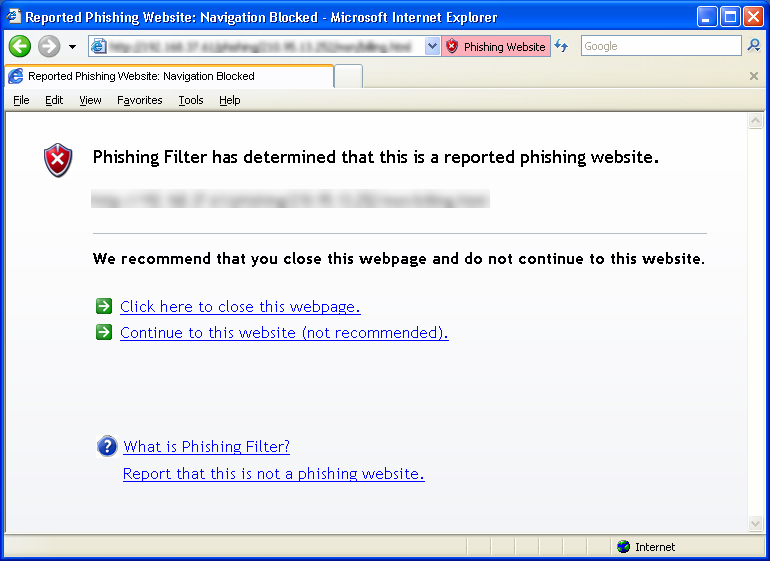 Reported Phishing Website: Navigation Blocked - Microsoft Internet Explorer
Phishing Website
Google
Reported Phishing Website: Navigation Blocked
File Edit View Favorites Tools Help
Phishing Filter has determined that this is a reported phishing website.
We recommend that you close this webpage and do not continue to this website.
Click here to close this webpage.
Continue to this website (not recommended).
What is Phishing Filter?
Report that this is not a phishing website.
Internet